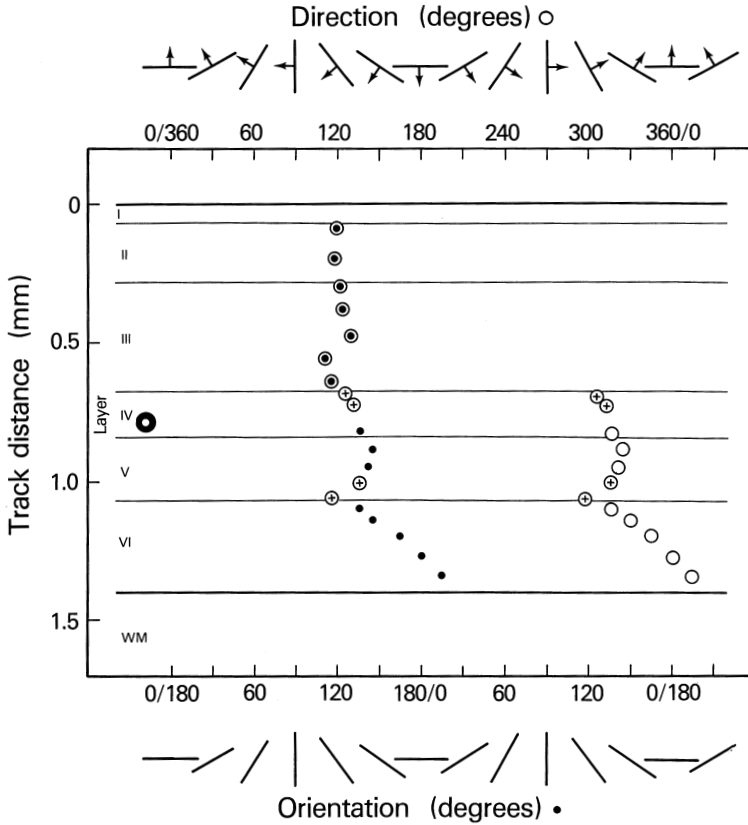 Direction (degrees)
0/360 60 120 180 240 300 360/0
0
I
II
0.5
III
Layer
IV
V
1.0
VI
1.5
WM
Track distance (mm)
0/180 60 120 180/0 60 120 0/180
Orientation (degrees)